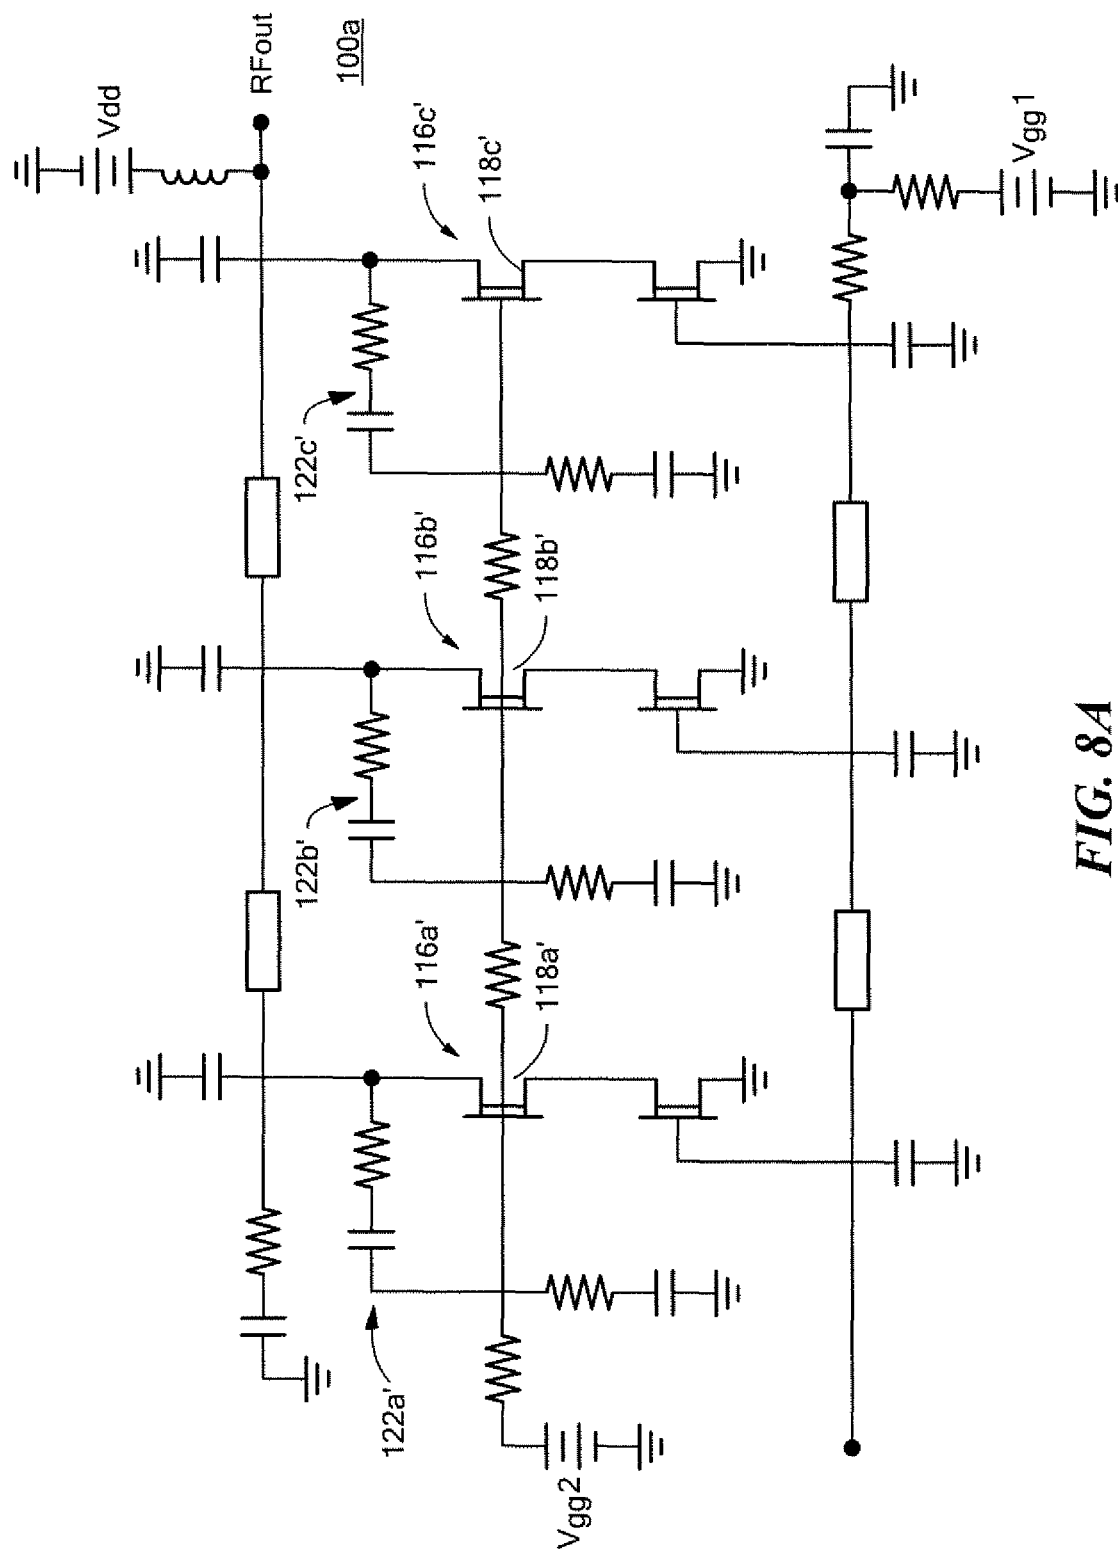 Vdd
RFout
100a
116c'
118c'
122c'
Vgg1
116b'
118b'
122b'
116a'
118a'
122a'
Vgg2
FIG. 8A